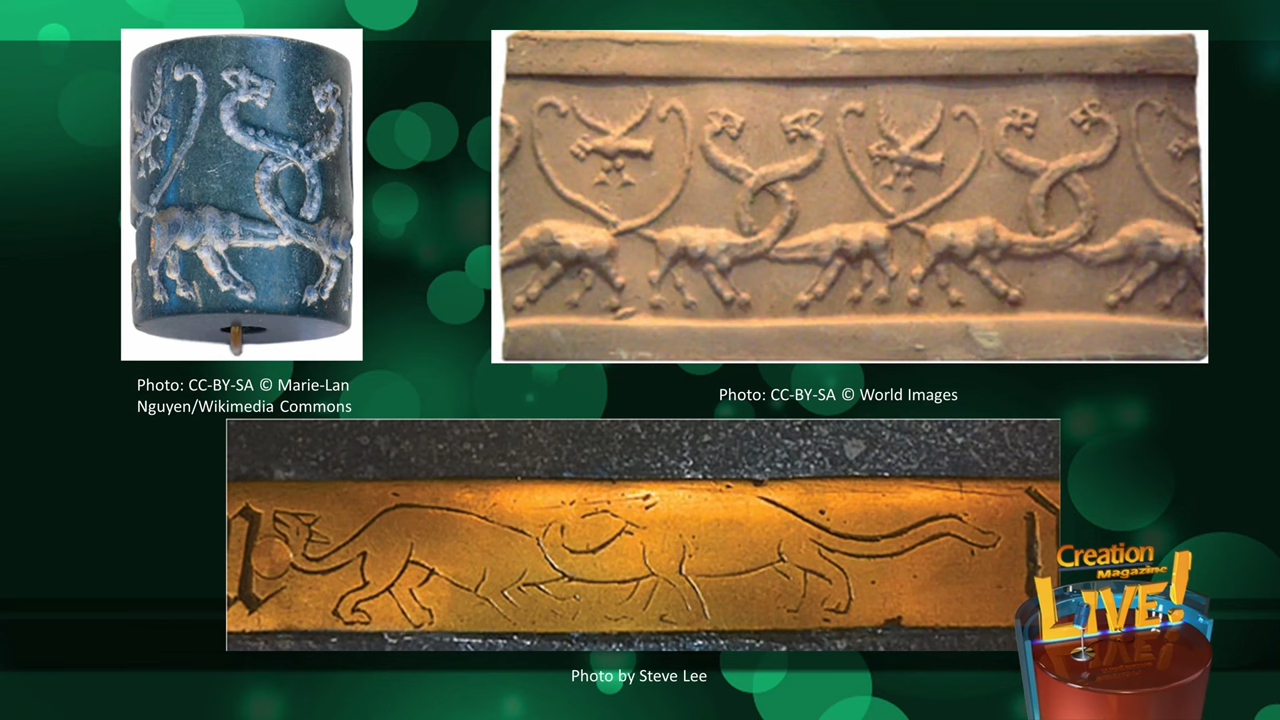 Photo: CC-BY-SA © Marie-Lan
Nguyen/Wikimedia Commons
Photo: CC-BY-SA © World Images
Photo by Steve Lee
Creation
Magazine
LIVE!